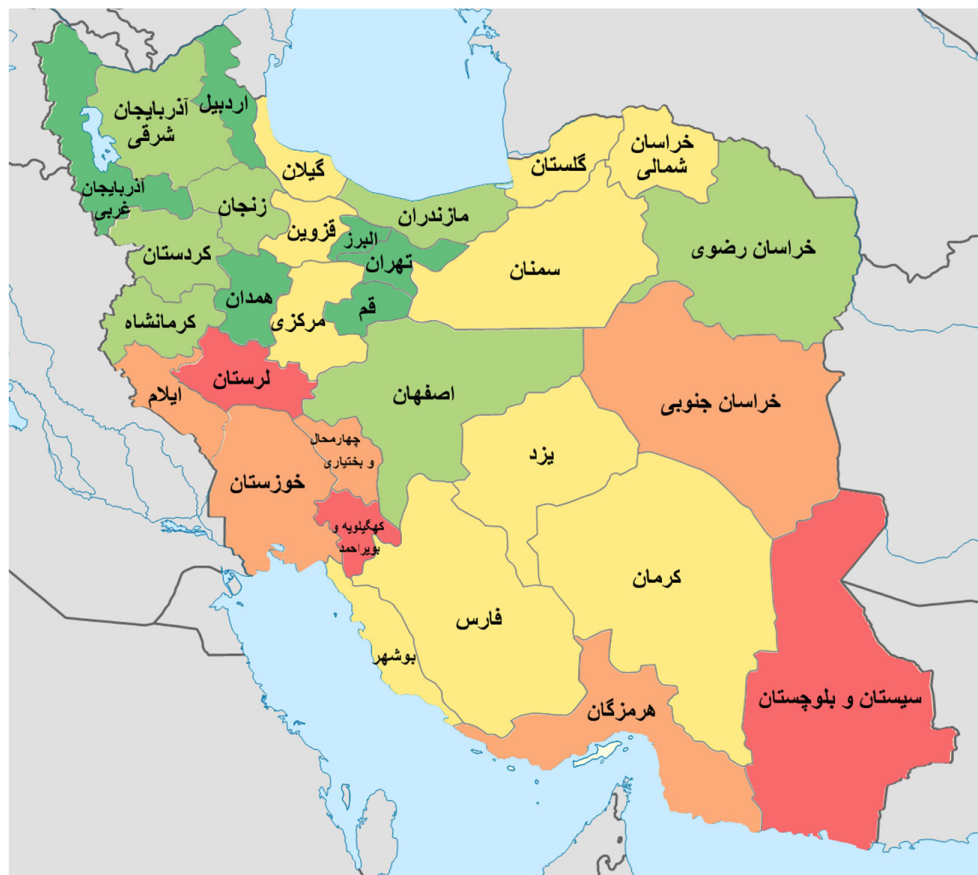 آذربایجان
شرقی
اردبیل
آذربایجان
غربی
گیلان
زنجان
قزوین
البرز
تهران
مازندران
گلستان
خراسان
شمالی
خراسان رضوی
سمنان
کردستان
همدان
مرکزی
قم
کرمانشاه
لرستان
ایلام
اصفهان
خراسان جنوبی
چهارمحال
و بختیاری
خوزستان
یزد
کهگیلویه و
بویراحمد
کرمان
فارس
بوشهر
هرمزگان
سیستان و بلوچستان